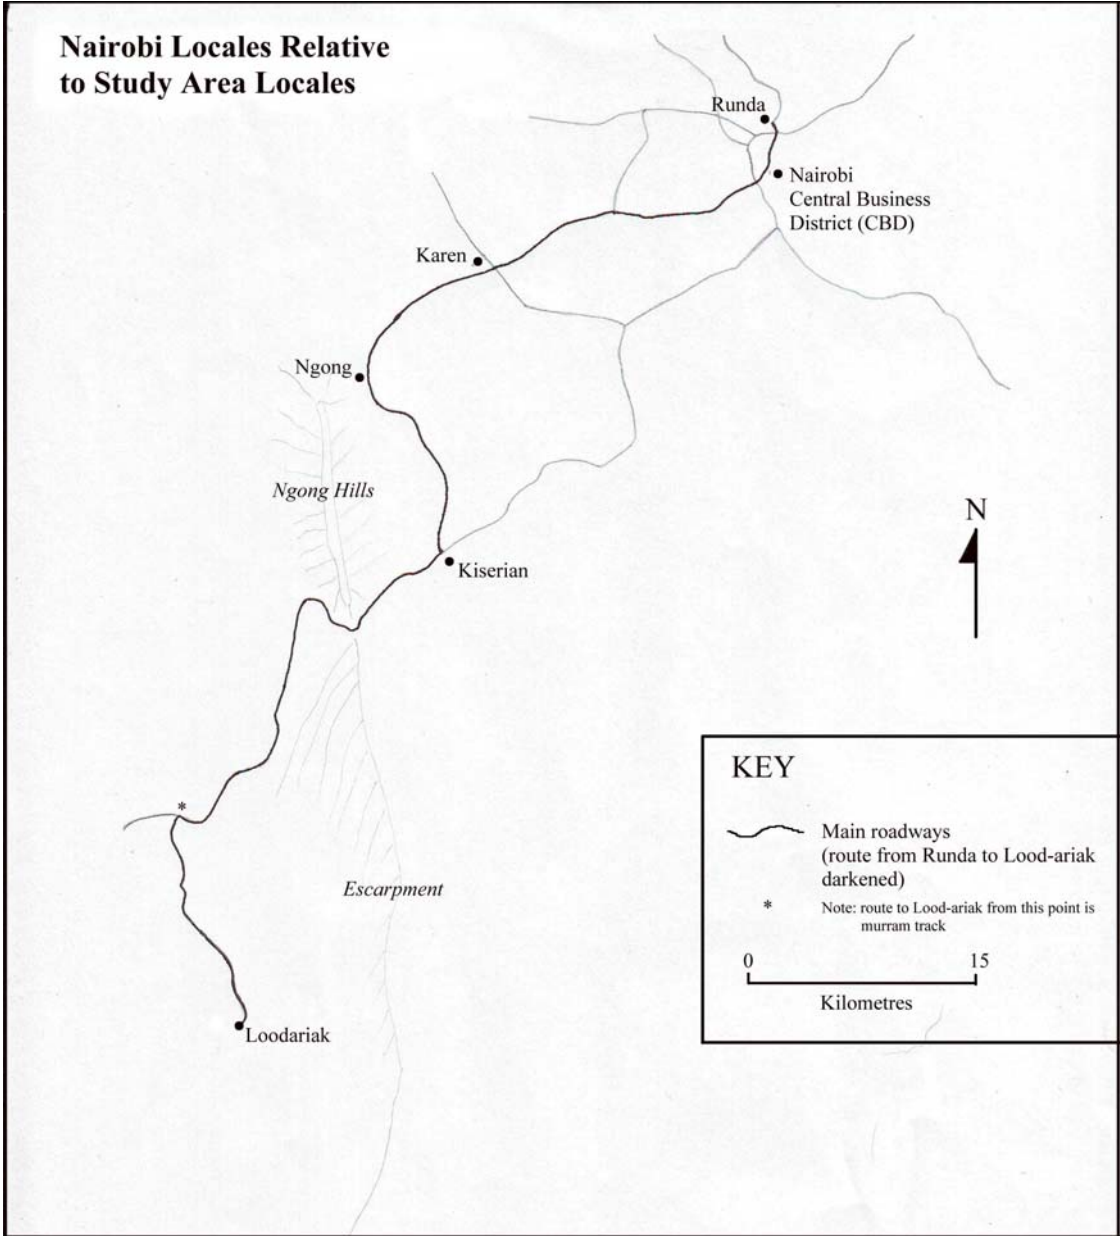 Nairobi Locales Relative
to Study Area Locales
Runda
Nairobi
Central Business
District (CBD)
Karen
Ngong
Ngong Hills
N
Kiserian
KEY
*
Main roadways
(route from Runda to Lood-ariak
darkened)
Escarpment
* Note: route to Lood-ariak from this point is
murram track
0 15
Kilometres
Loodariak